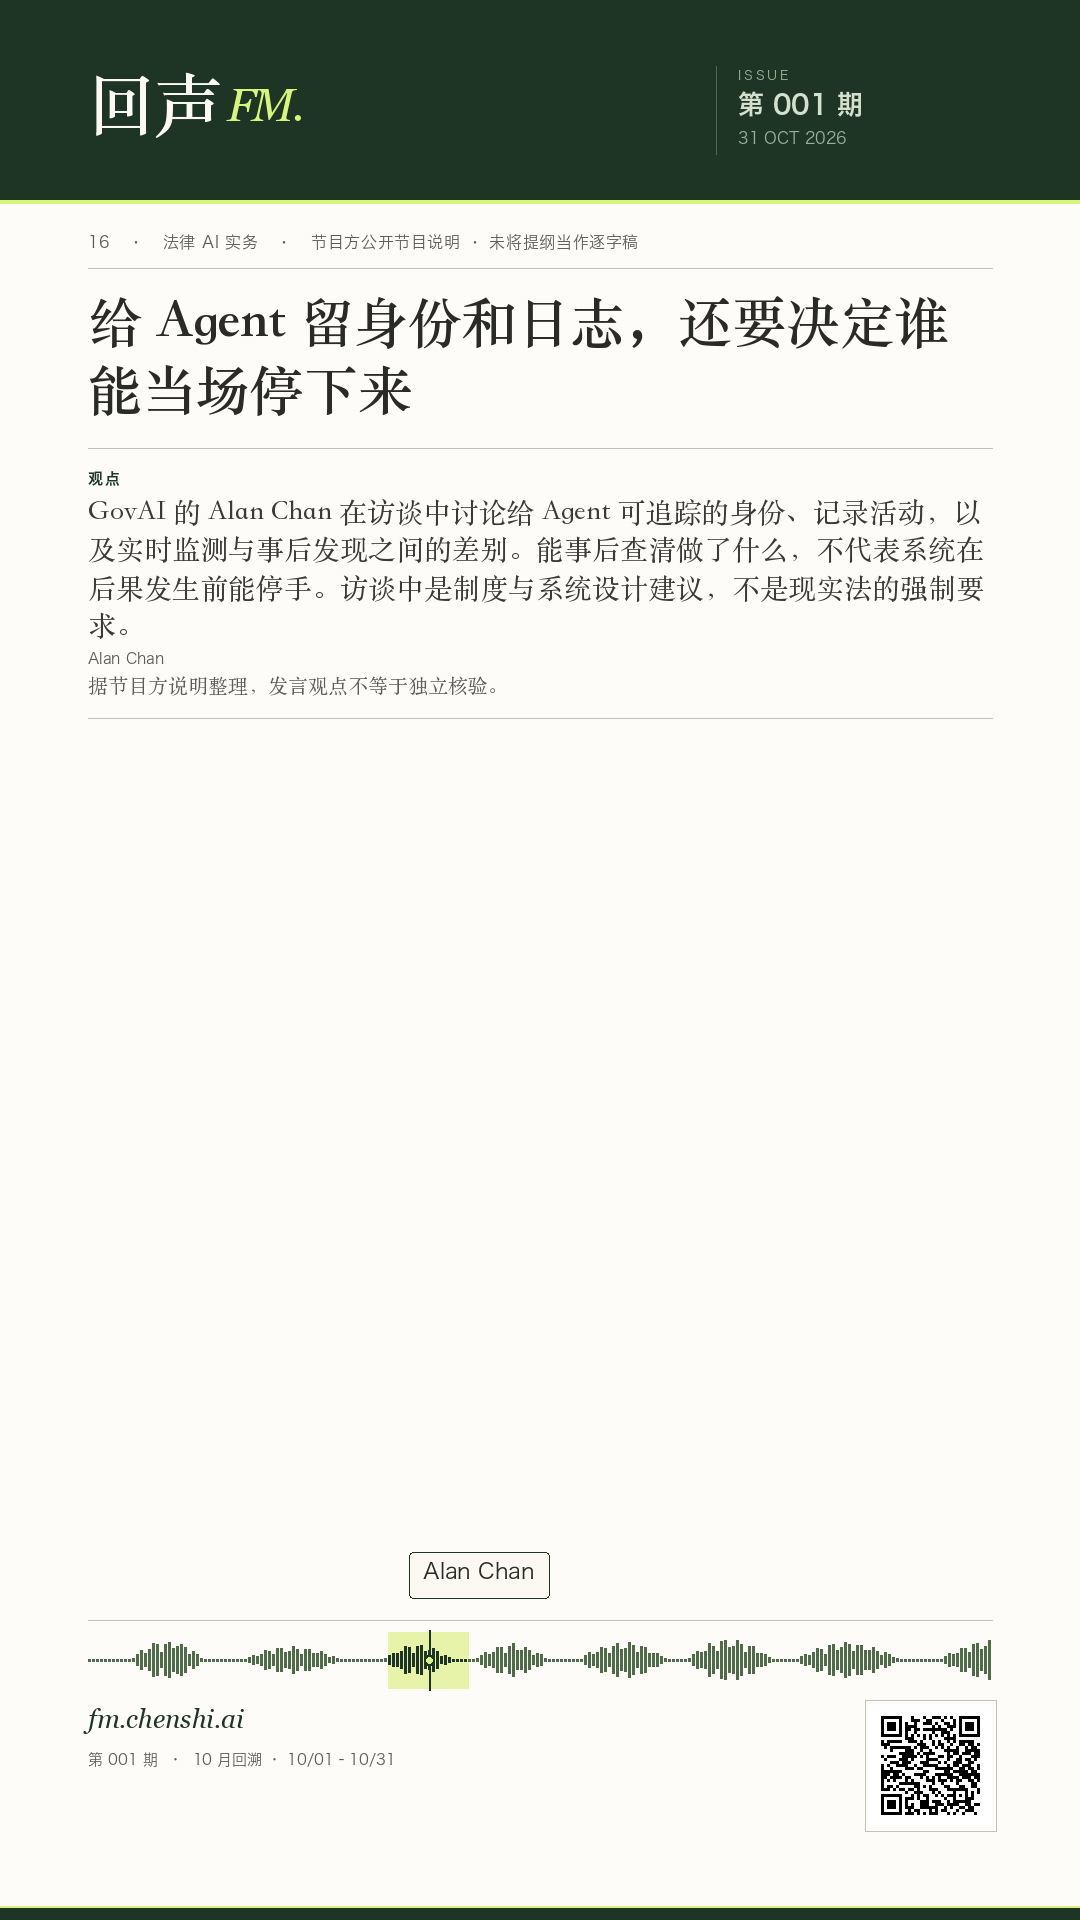 回声 FM.
ISSUE
第 001 期
31 OCT 2026
16 · 法律 AI 实务 · 节目方公开节目说明 · 未将提纲当作逐字稿
给 Agent 留身份和日志，还要决定谁
能当场停下来
观点
GovAI 的 Alan Chan 在访谈中讨论给 Agent 可追踪的身份、记录活动，以
及实时监测与事后发现之间的差别。能事后查清做了什么，不代表系统在
后果发生前能停手。访谈中是制度与系统设计建议，不是现实法的强制要
求。
Alan Chan
据节目方说明整理，发言观点不等于独立核验。
Alan Chan
fm.chenshi.ai
第 001 期 · 10 月回溯 · 10/01 - 10/31